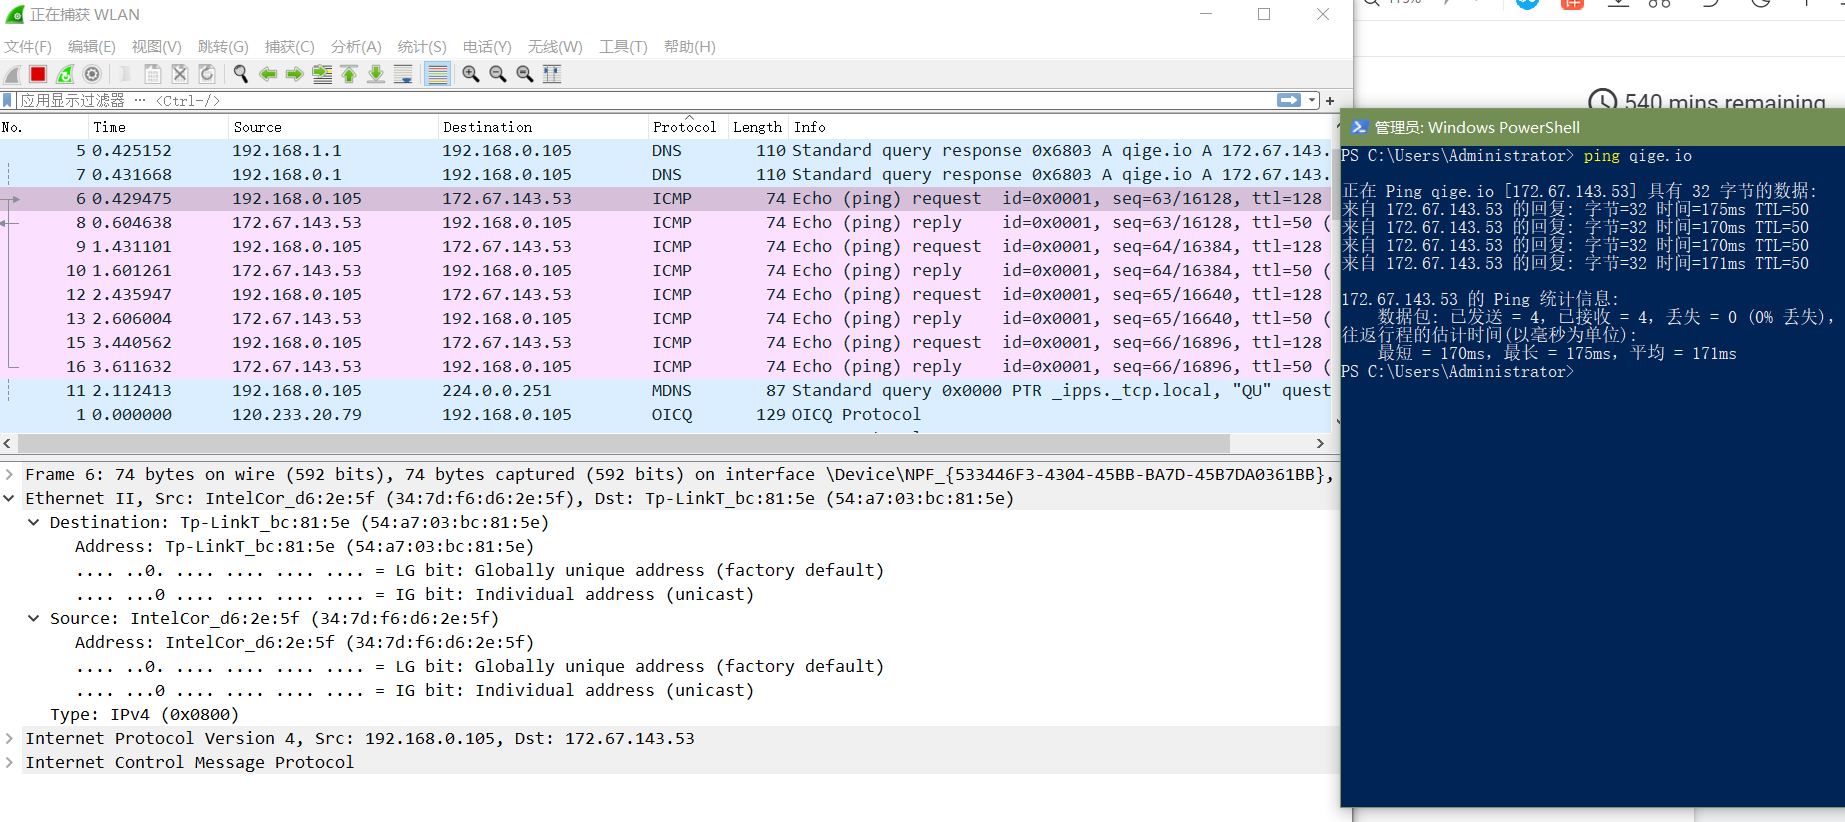 正在捕获 WLAN
文件(F) 编辑(E) 视图(V) 跳转(G) 捕获(C) 分析(A) 统计(S) 电话(Y) 无线(W) 工具(T) 帮助(H)
应用显示过滤器 … <Ctrl-/>
No. Time Source Destination Protocol Length Info
5 0.425152 192.168.1.1 192.168.0.105 DNS 110 Standard query response 0x6803 A qige.io A 172.67.143.
7 0.431668 192.168.0.1 192.168.0.105 DNS 110 Standard query response 0x6803 A qige.io A 172.67.143.
6 0.429475 192.168.0.105 172.67.143.53 ICMP 74 Echo (ping) request id=0x0001, seq=63/16128, ttl=128
8 0.604638 172.67.143.53 192.168.0.105 ICMP 74 Echo (ping) reply id=0x0001, seq=63/16128, ttl=50 (
9 1.431101 192.168.0.105 172.67.143.53 ICMP 74 Echo (ping) request id=0x0001, seq=64/16384, ttl=128
10 1.601261 172.67.143.53 192.168.0.105 ICMP 74 Echo (ping) reply id=0x0001, seq=64/16384, ttl=50 (
12 2.435947 192.168.0.105 172.67.143.53 ICMP 74 Echo (ping) request id=0x0001, seq=65/16640, ttl=128
13 2.606004 172.67.143.53 192.168.0.105 ICMP 74 Echo (ping) reply id=0x0001, seq=65/16640, ttl=50 (
15 3.440562 192.168.0.105 172.67.143.53 ICMP 74 Echo (ping) request id=0x0001, seq=66/16896, ttl=128
16 3.611632 172.67.143.53 192.168.0.105 ICMP 74 Echo (ping) reply id=0x0001, seq=66/16896, ttl=50 (
11 2.112413 192.168.0.105 224.0.0.251 MDNS 87 Standard query 0x0000 PTR _ipps._tcp.local, "QU" quest
1 0.000000 120.233.20.79 192.168.0.105 OICQ 129 OICQ Protocol
Frame 6: 74 bytes on wire (592 bits), 74 bytes captured (592 bits) on interface \Device\NPF_{533446F3-4304-45BB-BA7D-45B7DA0361BB},
Ethernet II, Src: IntelCor_d6:2e:5f (34:7d:f6:d6:2e:5f), Dst: Tp-LinkT_bc:81:5e (54:a7:03:bc:81:5e)
Destination: Tp-LinkT_bc:81:5e (54:a7:03:bc:81:5e)
Address: Tp-LinkT_bc:81:5e (54:a7:03:bc:81:5e)
.... ..0. .... .... .... .... = LG bit: Globally unique address (factory default)
.... ...0 .... .... .... .... = IG bit: Individual address (unicast)
Source: IntelCor_d6:2e:5f (34:7d:f6:d6:2e:5f)
Address: IntelCor_d6:2e:5f (34:7d:f6:d6:2e:5f)
.... ..0. .... .... .... .... = LG bit: Globally unique address (factory default)
.... ...0 .... .... .... .... = IG bit: Individual address (unicast)
Type: IPv4 (0x0800)
Internet Protocol Version 4, Src: 192.168.0.105, Dst: 172.67.143.53
Internet Control Message Protocol
540 mins remaining
管理员: Windows PowerShell
PS C:\Users\Administrator> ping qige.io
正在 Ping qige.io [172.67.143.53] 具有 32 字节的数据:
来自 172.67.143.53 的回复: 字节=32 时间=175ms TTL=50
来自 172.67.143.53 的回复: 字节=32 时间=170ms TTL=50
来自 172.67.143.53 的回复: 字节=32 时间=170ms TTL=50
来自 172.67.143.53 的回复: 字节=32 时间=171ms TTL=50
172.67.143.53 的 Ping 统计信息:
数据包: 已发送 = 4，已接收 = 4，丢失 = 0 (0% 丢失)，
往返行程的估计时间(以毫秒为单位):
最短 = 170ms，最长 = 175ms，平均 = 171ms
PS C:\Users\Administrator>